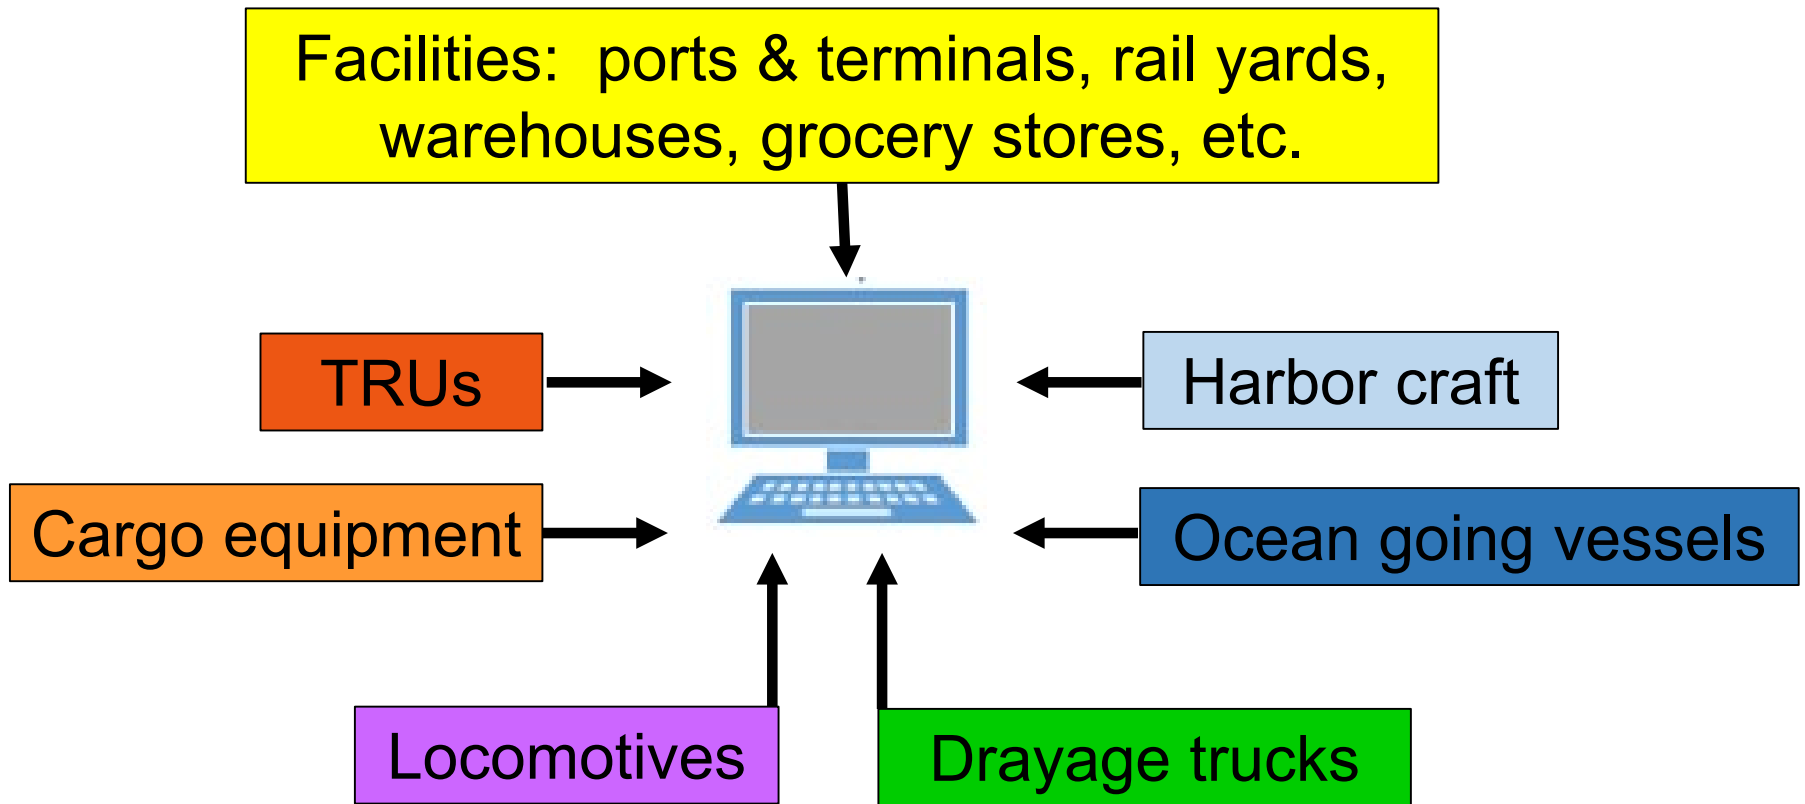 Facilities:  ports & terminals, rail yards,
warehouses, grocery stores, etc.
TRUs
Harbor craft
Cargo equipment
Ocean going vessels
Locomotives
Drayage trucks